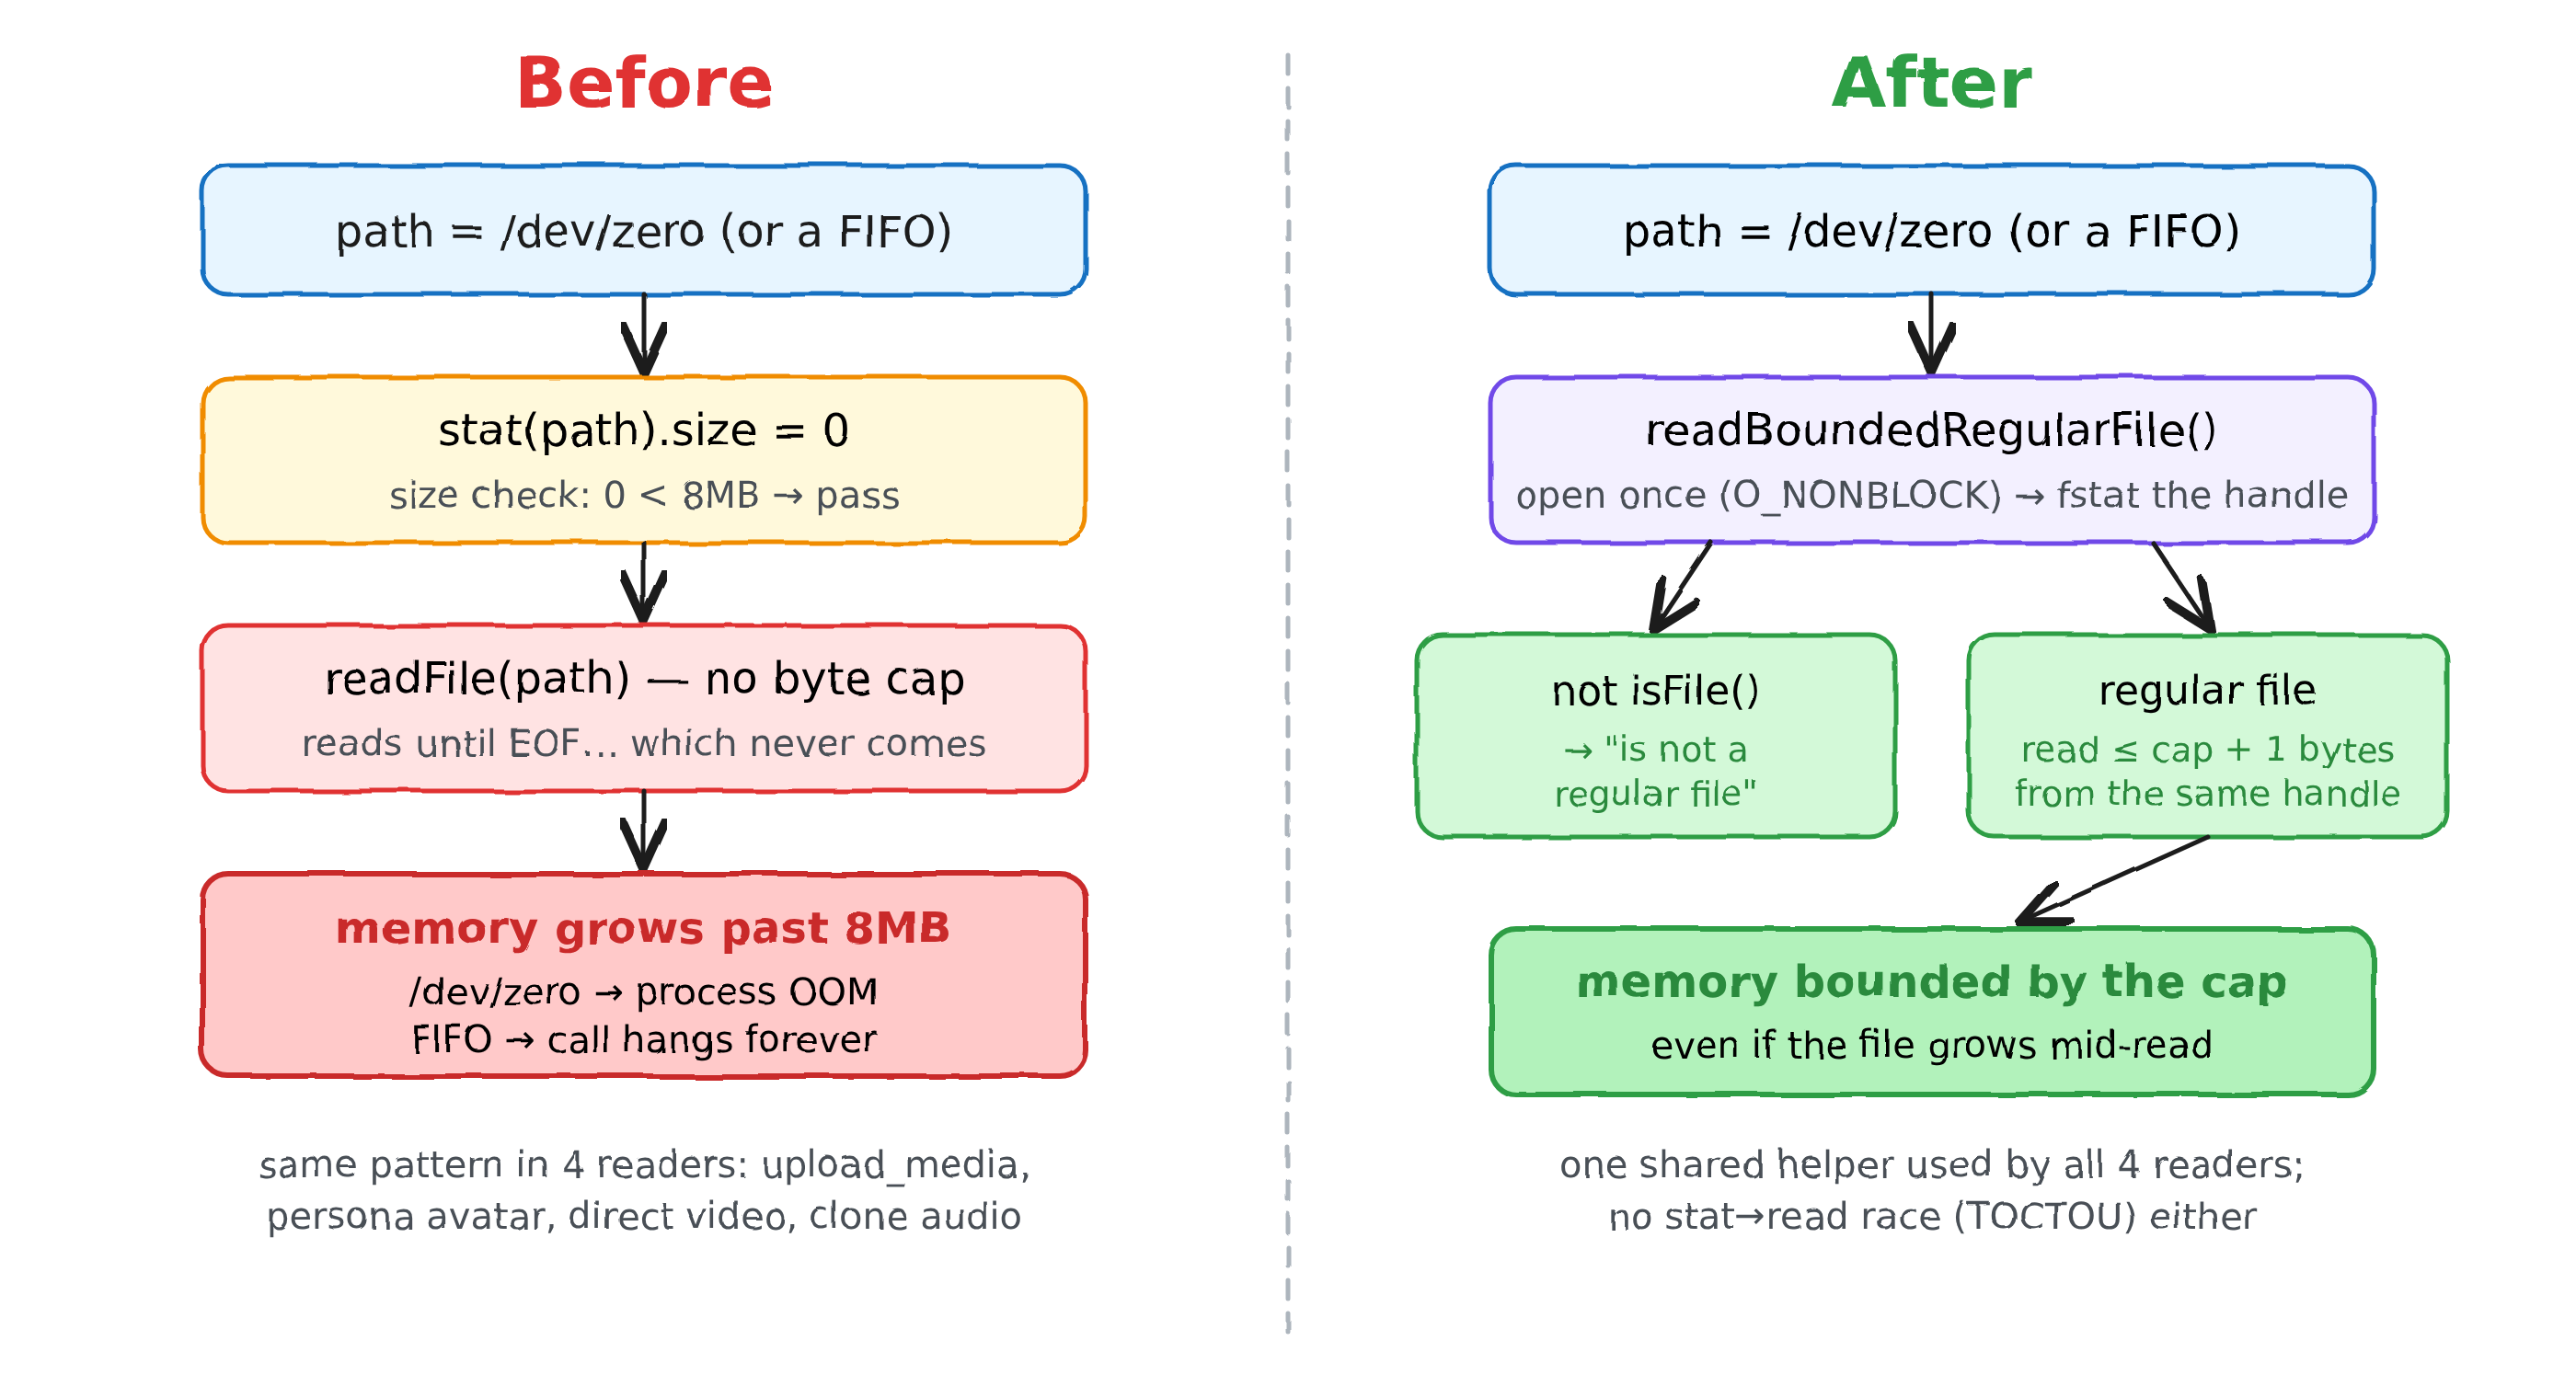 Before
path = /dev/zero (or a FIFO)
stat(path).size = 0
size check: 0 < 8MB → pass
readFile(path) — no byte cap
reads until EOF… which never comes
memory grows past 8MB
/dev/zero → process OOM
FIFO → call hangs forever
same pattern in 4 readers: upload_media,
persona avatar, direct video, clone audio
After
path = /dev/zero (or a FIFO)
readBoundedRegularFile()
open once (O_NONBLOCK) → fstat the handle
not isFile()
→ "is not a
regular file"
regular file
read ≤ cap + 1 bytes
from the same handle
memory bounded by the cap
even if the file grows mid-read
one shared helper used by all 4 readers;
no stat→read race (TOCTOU) either